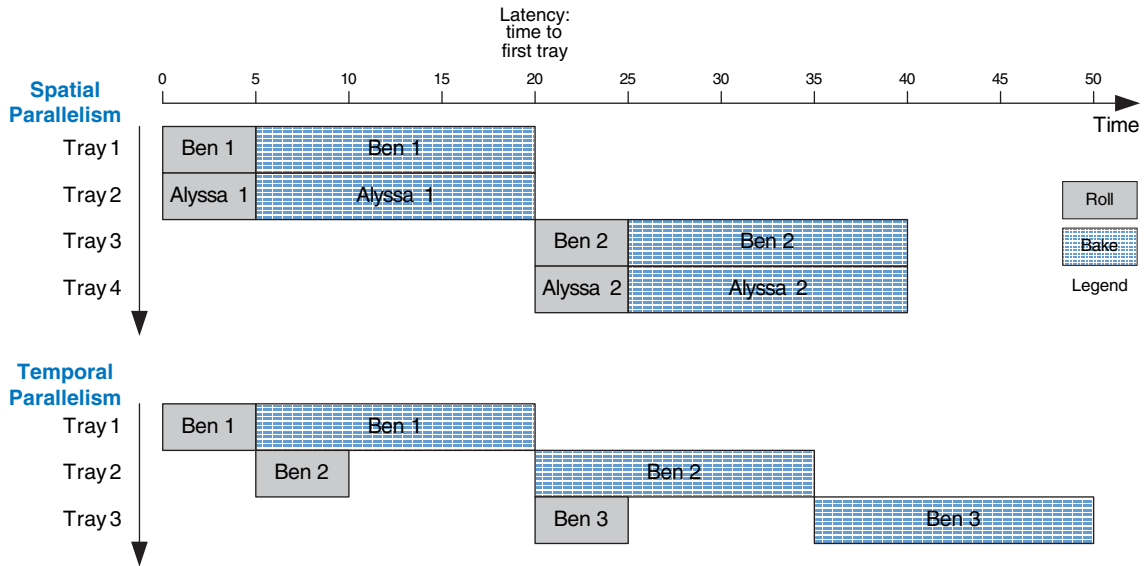 Latency:
time to
first tray
0 5 10 15 20 25 30 35 40 45 50
Time
Spatial
Parallelism
Tray 1 Ben 1 Ben 1
Tray 2 Alyssa 1 Alyssa 1
Tray 3 Ben 2 Ben 2
Tray 4 Alyssa 2 Alyssa 2
Roll
Bake
Legend
Temporal
Parallelism
Tray 1 Ben 1 Ben 1
Tray 2 Ben 2 Ben 2
Tray 3 Ben 3 Ben 3